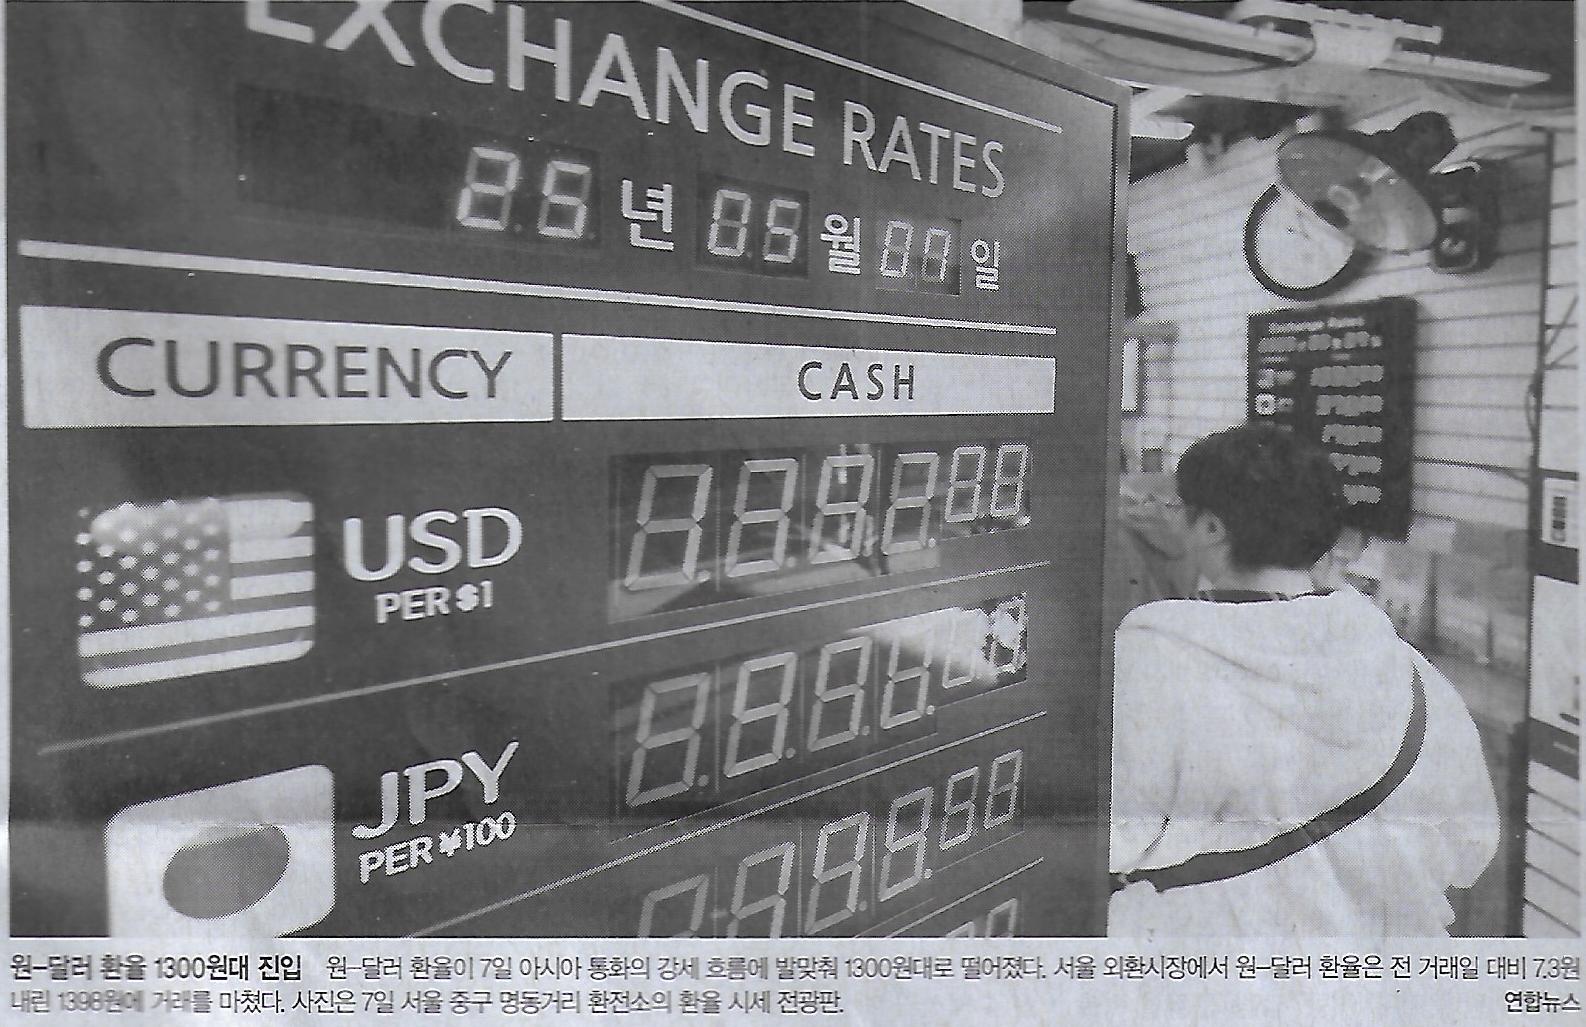 EXCHANGE RATES
25년 05월 07일
CURRENCY CASH
USD
PER $1
JPY
PER ¥100
원-달러 환율 1300원대 진입 원-달러 환율이 7일 아시아 통화의 강세 흐름에 발맞춰 1300원대로 떨어졌다. 서울 외환시장에서 원-달러 환율은 전 거래일 대비 7.3원
내린 1398원에 거래를 마쳤다. 사진은 7일 서울 중구 명동거리 환전소의 환율 시세 전광판.
연합뉴스